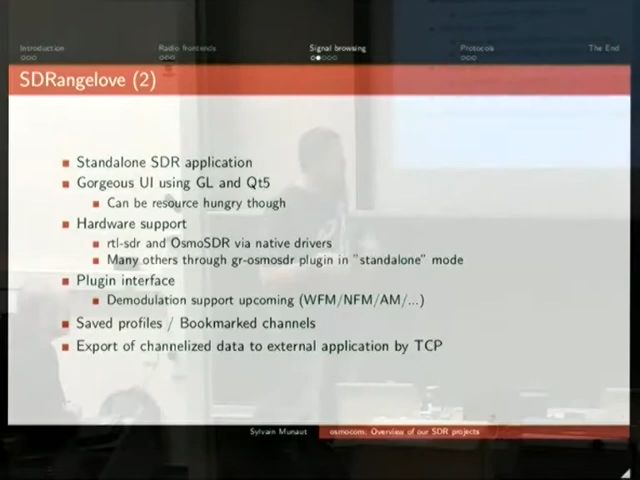 Introduction
Radio frontends
Signal browsing
Protocols
The End
SDRangelove (2)
Standalone SDR application
Gorgeous UI using GL and Qt5
Can be resource hungry though
Hardware support
rtl-sdr and OsmoSDR via native drivers
Many others through gr-osmosdr plugin in "standalone" mode
Plugin interface
Demodulation support upcoming (WFM/NFM/AM/...)
Saved profiles / Bookmarked channels
Export of channelized data to external application by TCP
Sylvain Munaut
osmocom: Overview of our SDR projects